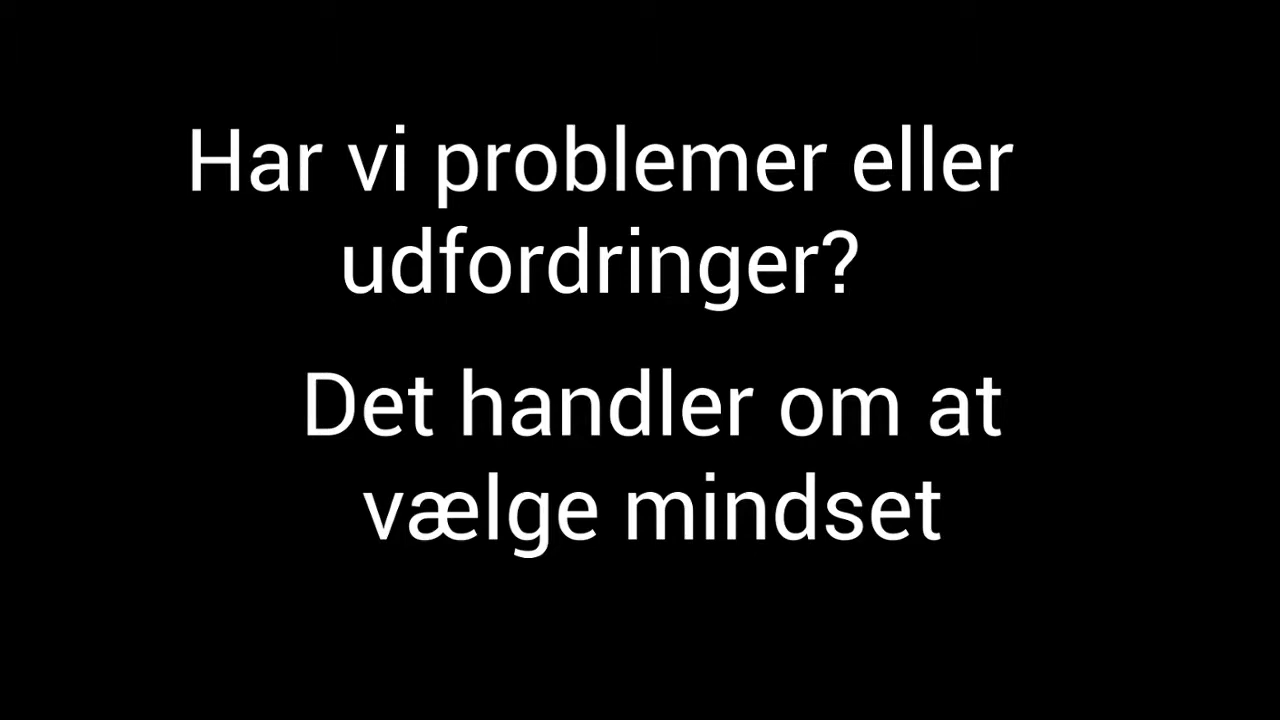 Har vi problemer eller
udfordringer?
Det handler om at
vælge mindset